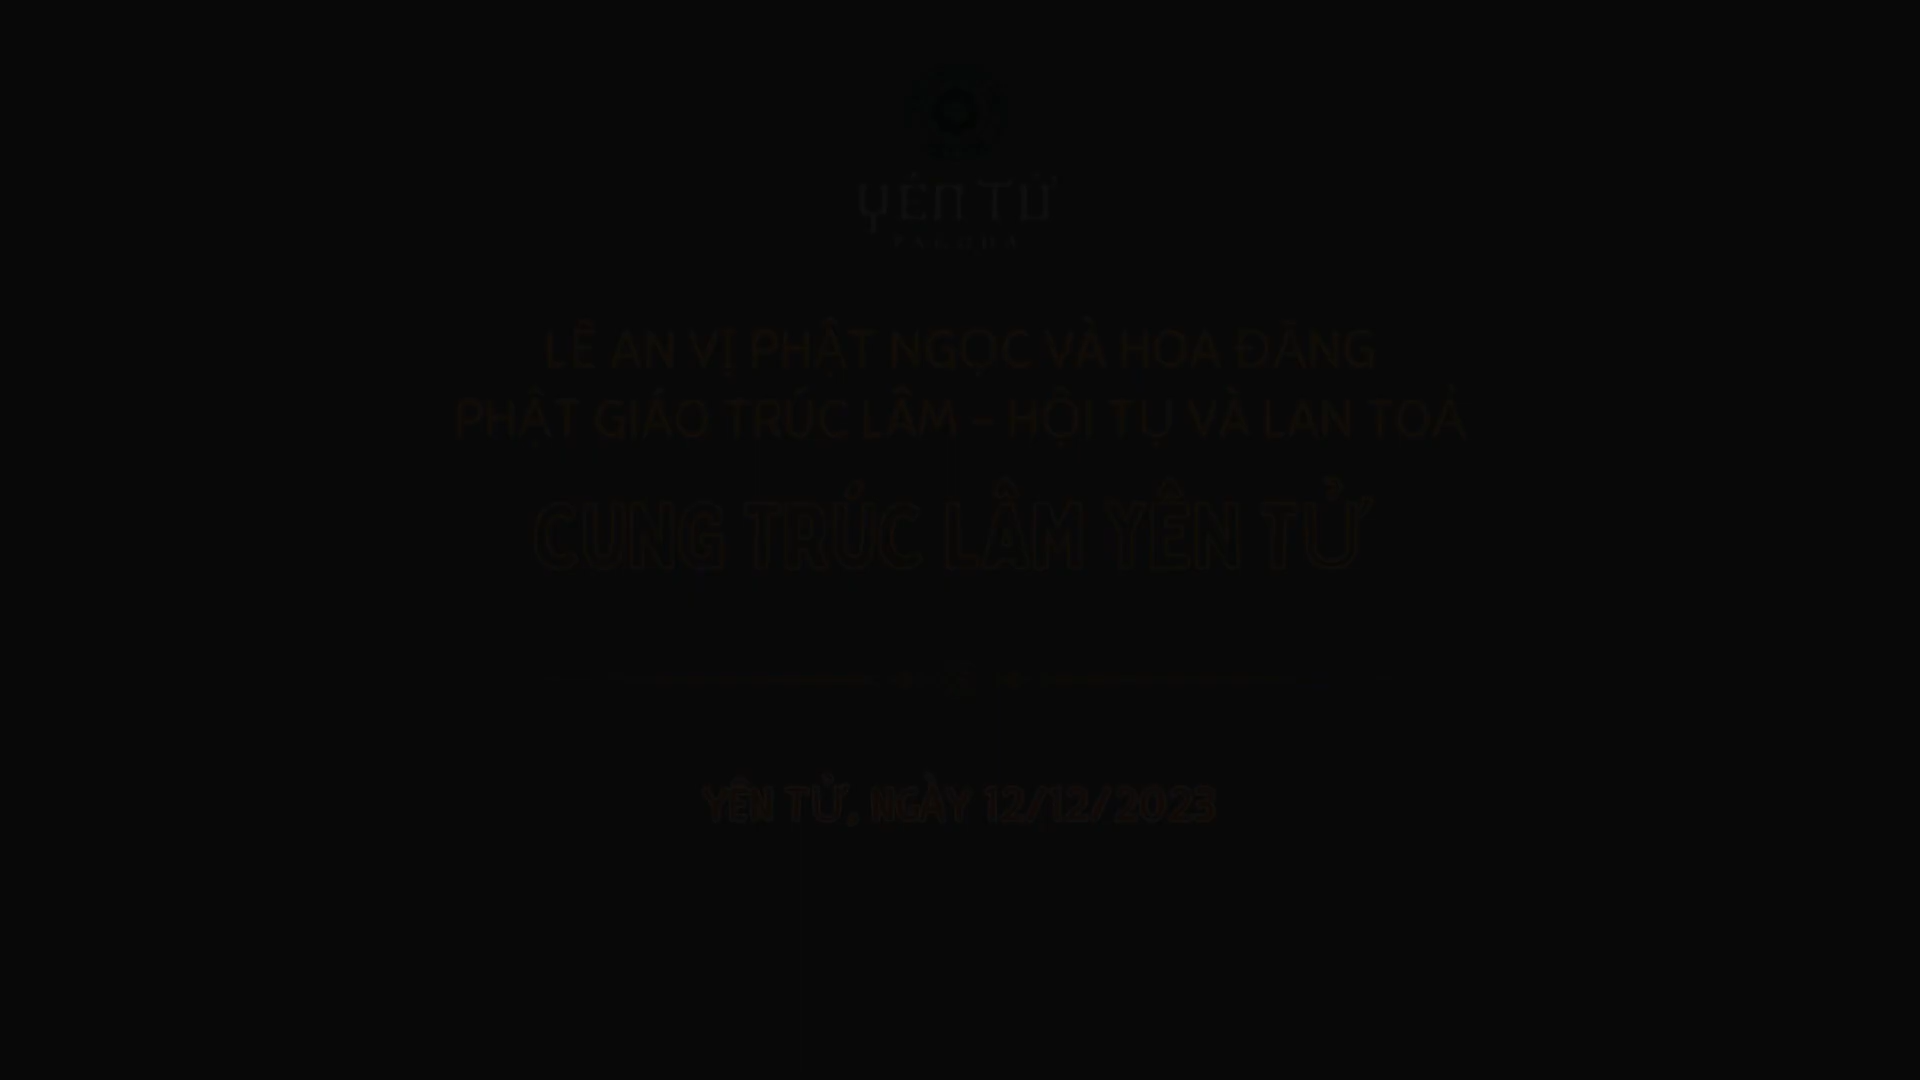 YÊN TỬ
LỄ AN VỊ PHẬT NGỌC VÀ HOA ĐĂNG
PHẬT GIÁO TRÚC LÂM – HỘI TỤ VÀ LAN TOẢ
CUNG TRÚC LÂM YÊN TỬ
YÊN TỬ, NGÀY 12/12/2023